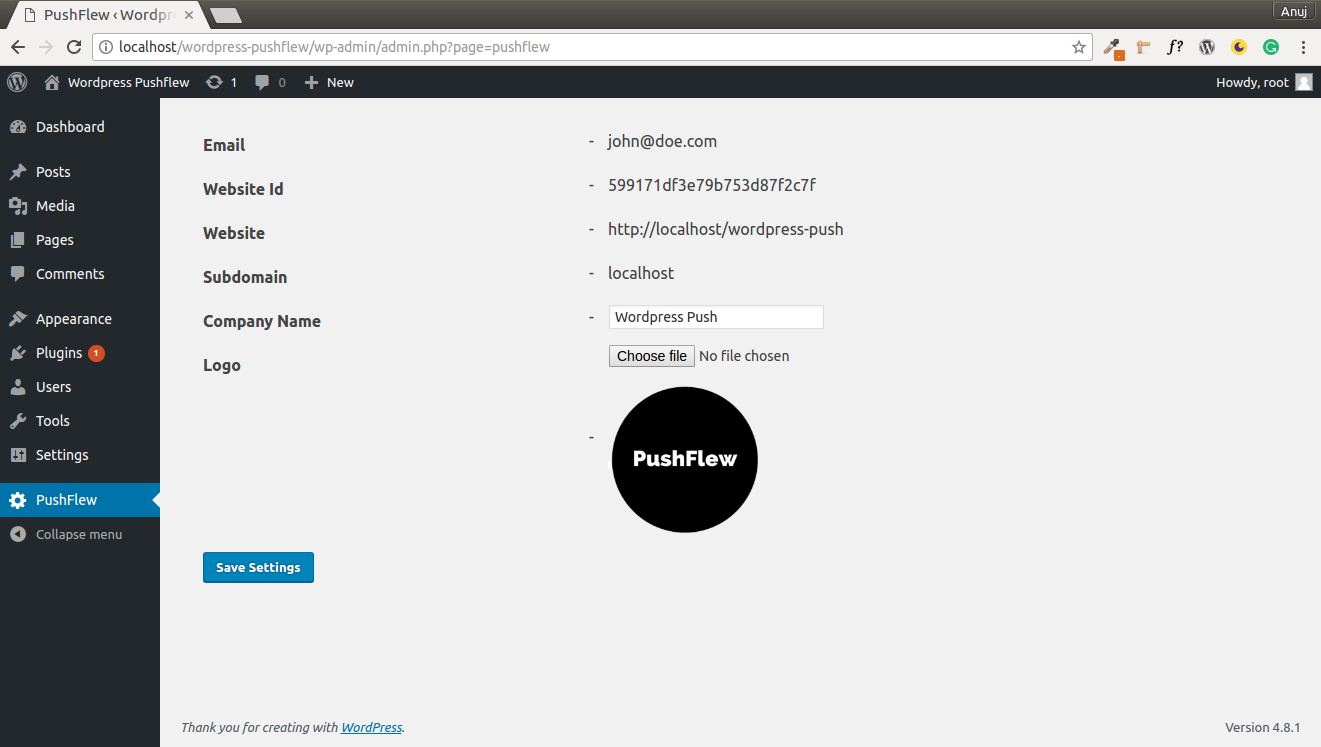 PushFlew ‹ Wordpr
Anuj
localhost/wordpress-pushflew/wp-admin/admin.php?page=pushflew
f?
Wordpress Pushflew 1 0 New
Howdy, root
Dashboard
Posts
Media
Pages
Comments
Appearance
Plugins 1
Users
Tools
Settings
PushFlew
Collapse menu
Email - john@doe.com
Website Id - 599171df3e79b753d87f2c7f
Website - http://localhost/wordpress-push
Subdomain - localhost
Company Name - Wordpress Push
Logo
Choose file No file chosen
- PushFlew
Save Settings
Thank you for creating with WordPress.
Version 4.8.1